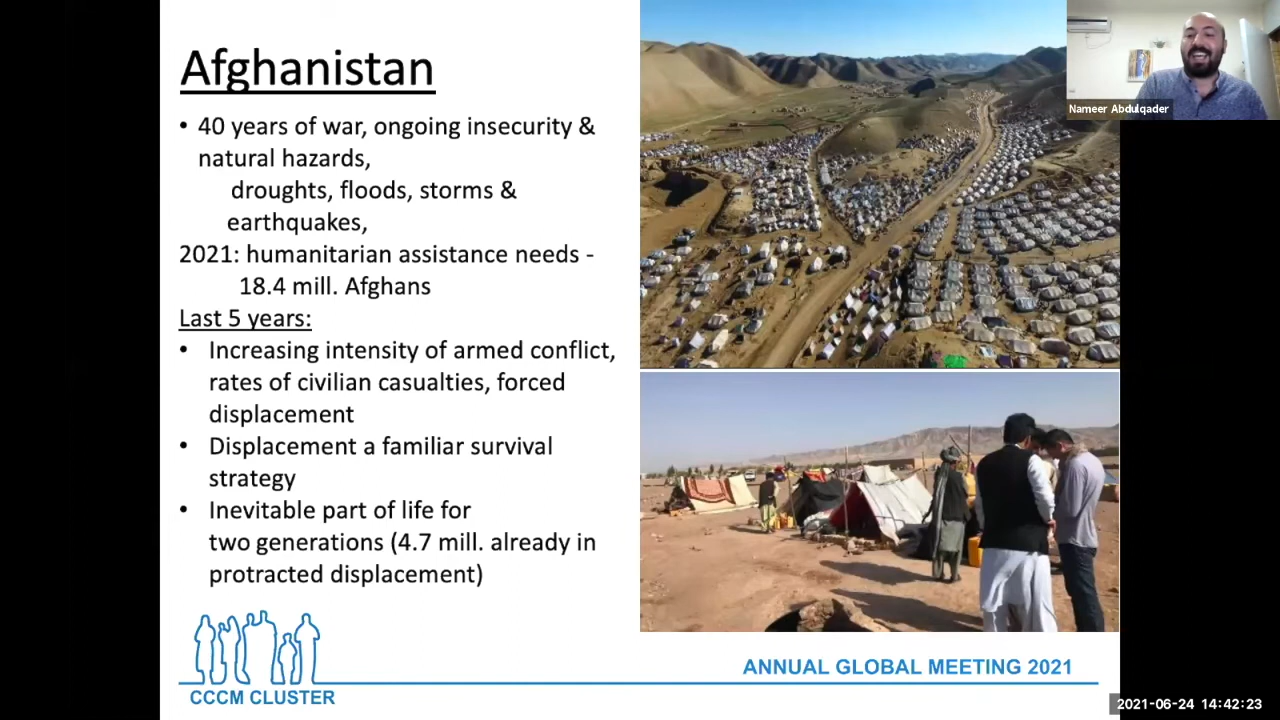 Afghanistan
• 40 years of war, ongoing insecurity &
natural hazards,
droughts, floods, storms &
earthquakes,
2021: humanitarian assistance needs -
18.4 mill. Afghans
Last 5 years:
• Increasing intensity of armed conflict,
rates of civilian casualties, forced
displacement
• Displacement a familiar survival
strategy
• Inevitable part of life for
two generations (4.7 mill. already in
protracted displacement)
CCCM CLUSTER
ANNUAL GLOBAL MEETING 2021
Nameer Abdulqader
2021-06-24 14:42:23